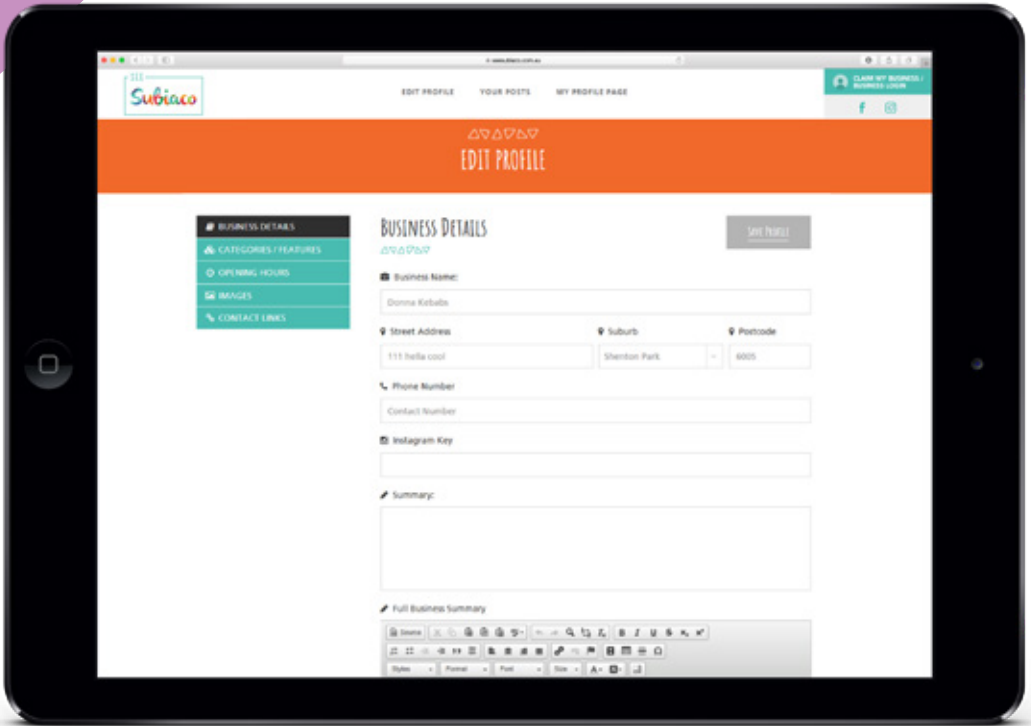 SEE
Subiaco
EDIT PROFILE YOUR POSTS MY PROFILE PAGE
CLAIM MY BUSINESS /
BUSINESS LOGIN
EDIT PROFILE
BUSINESS DETAILS
CATEGORIES / FEATURES
OPENING HOURS
IMAGES
CONTACT LINKS
BUSINESS DETAILS
SAVE PROFILE
Business Name:
Donna Kebabs
Street Address Suburb Postcode
111 hella cool Shenton Park 6005
Phone Number
Contact Number
Instagram Key
Summary:
Full Business Summary
Source
Styles Format Font Size